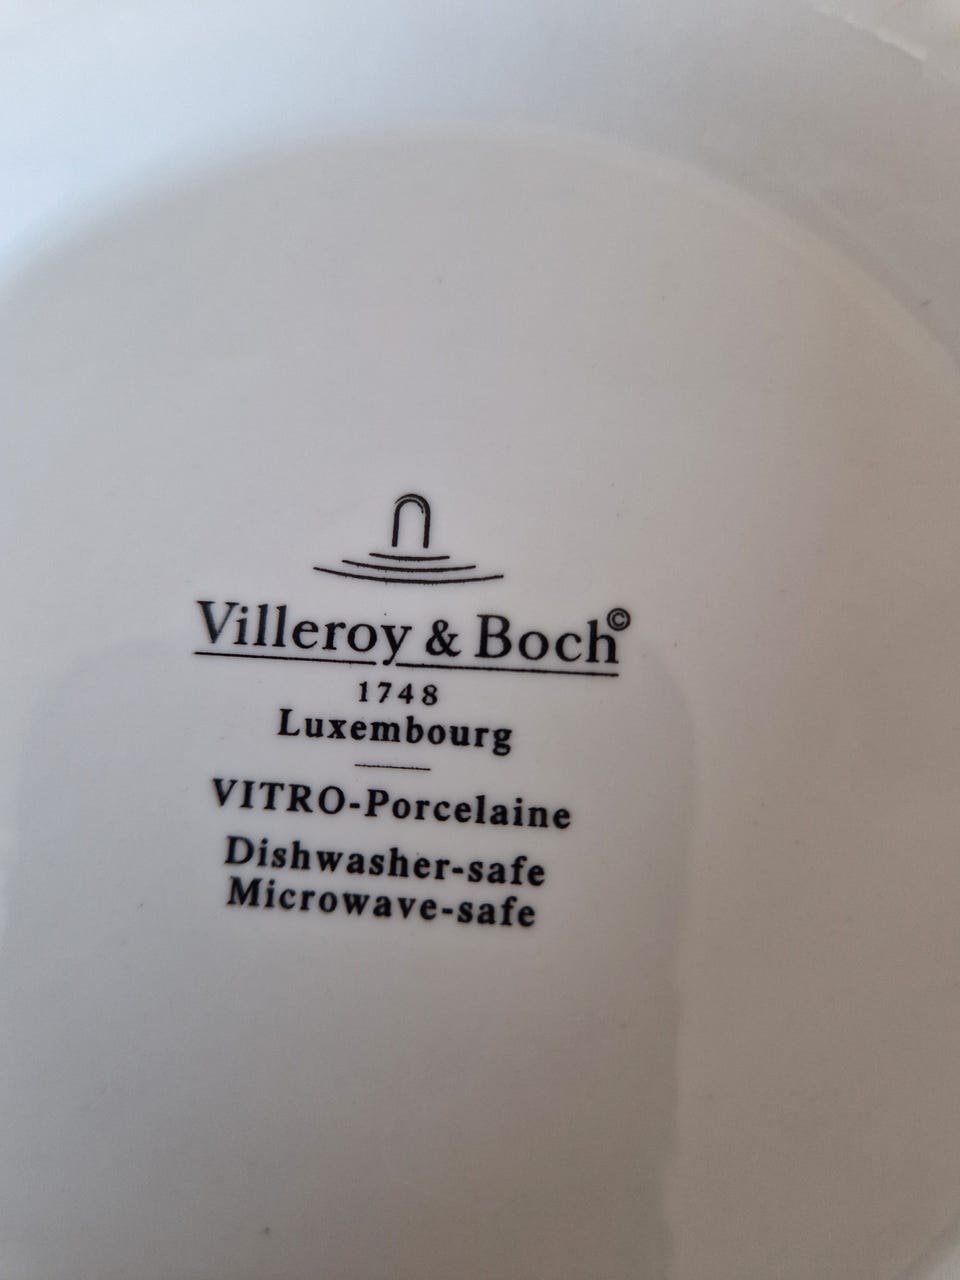 Villeroy & Boch©
1748
Luxembourg
VITRO-Porcelaine
Dishwasher-safe
Microwave-safe